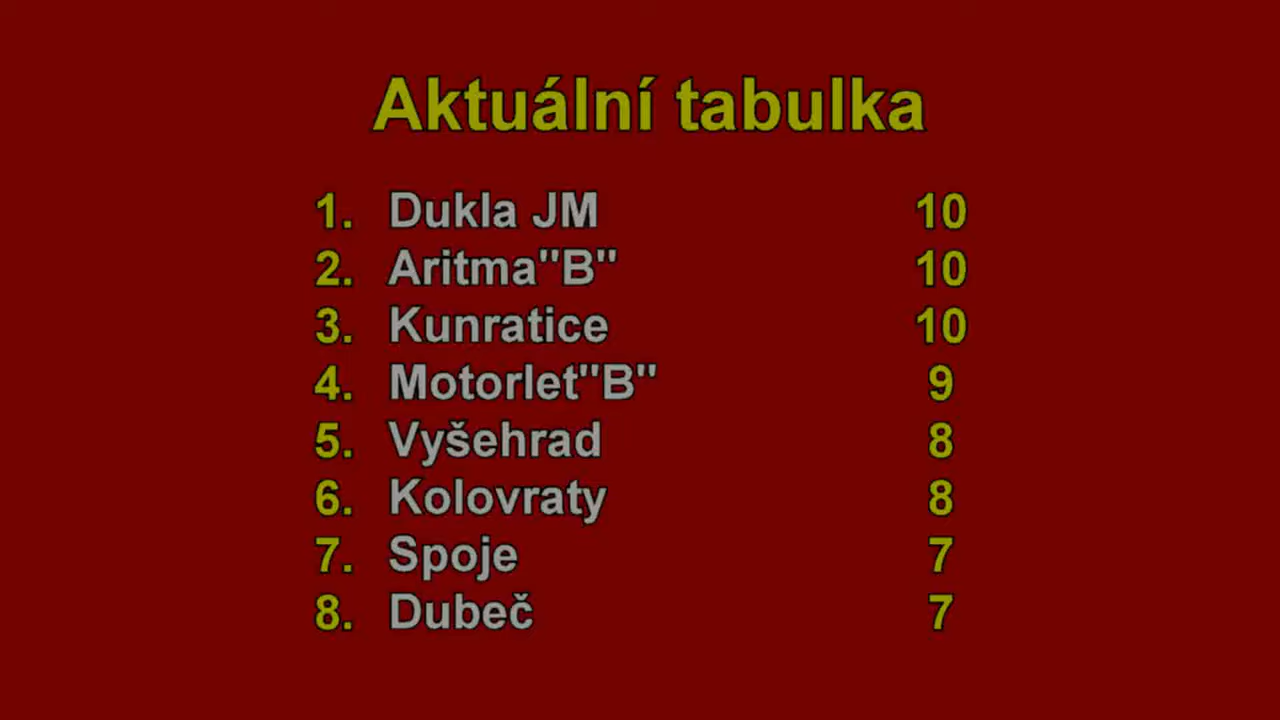 Aktuální tabulka
1. Dukla JM 10
2. Aritma"B" 10
3. Kunratice 10
4. Motorlet"B" 9
5. Vyšehrad 8
6. Kolovraty 8
7. Spoje 7
8. Dubeč 7